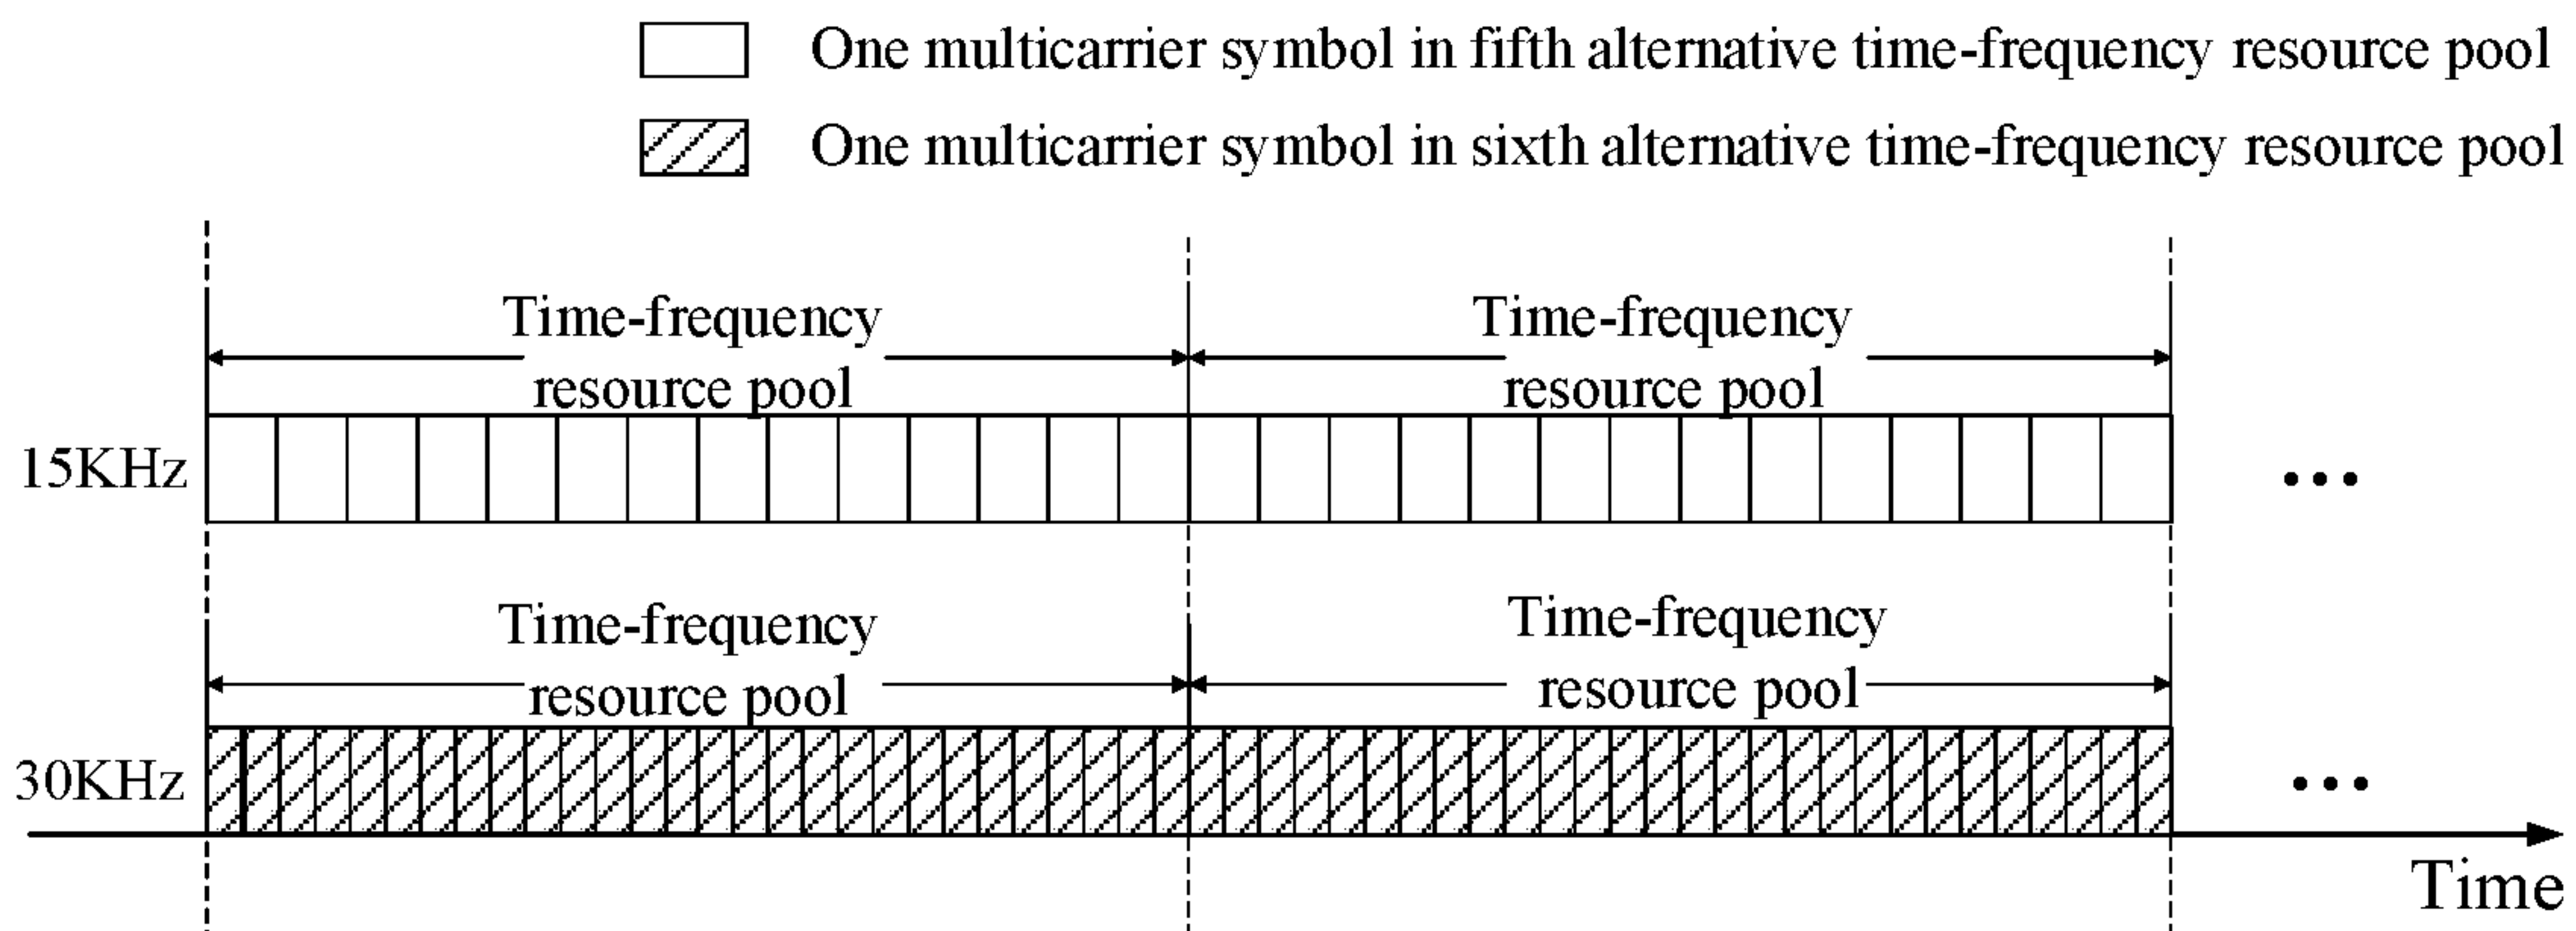 One multicarrier symbol in fifth alternative time-frequency resource pool
One multicarrier symbol in sixth alternative time-frequency resource pool
Time-frequency
resource pool
Time-frequency
resource pool
15KHz
...
Time-frequency
resource pool
Time-frequency
resource pool
30KHz
...
Time